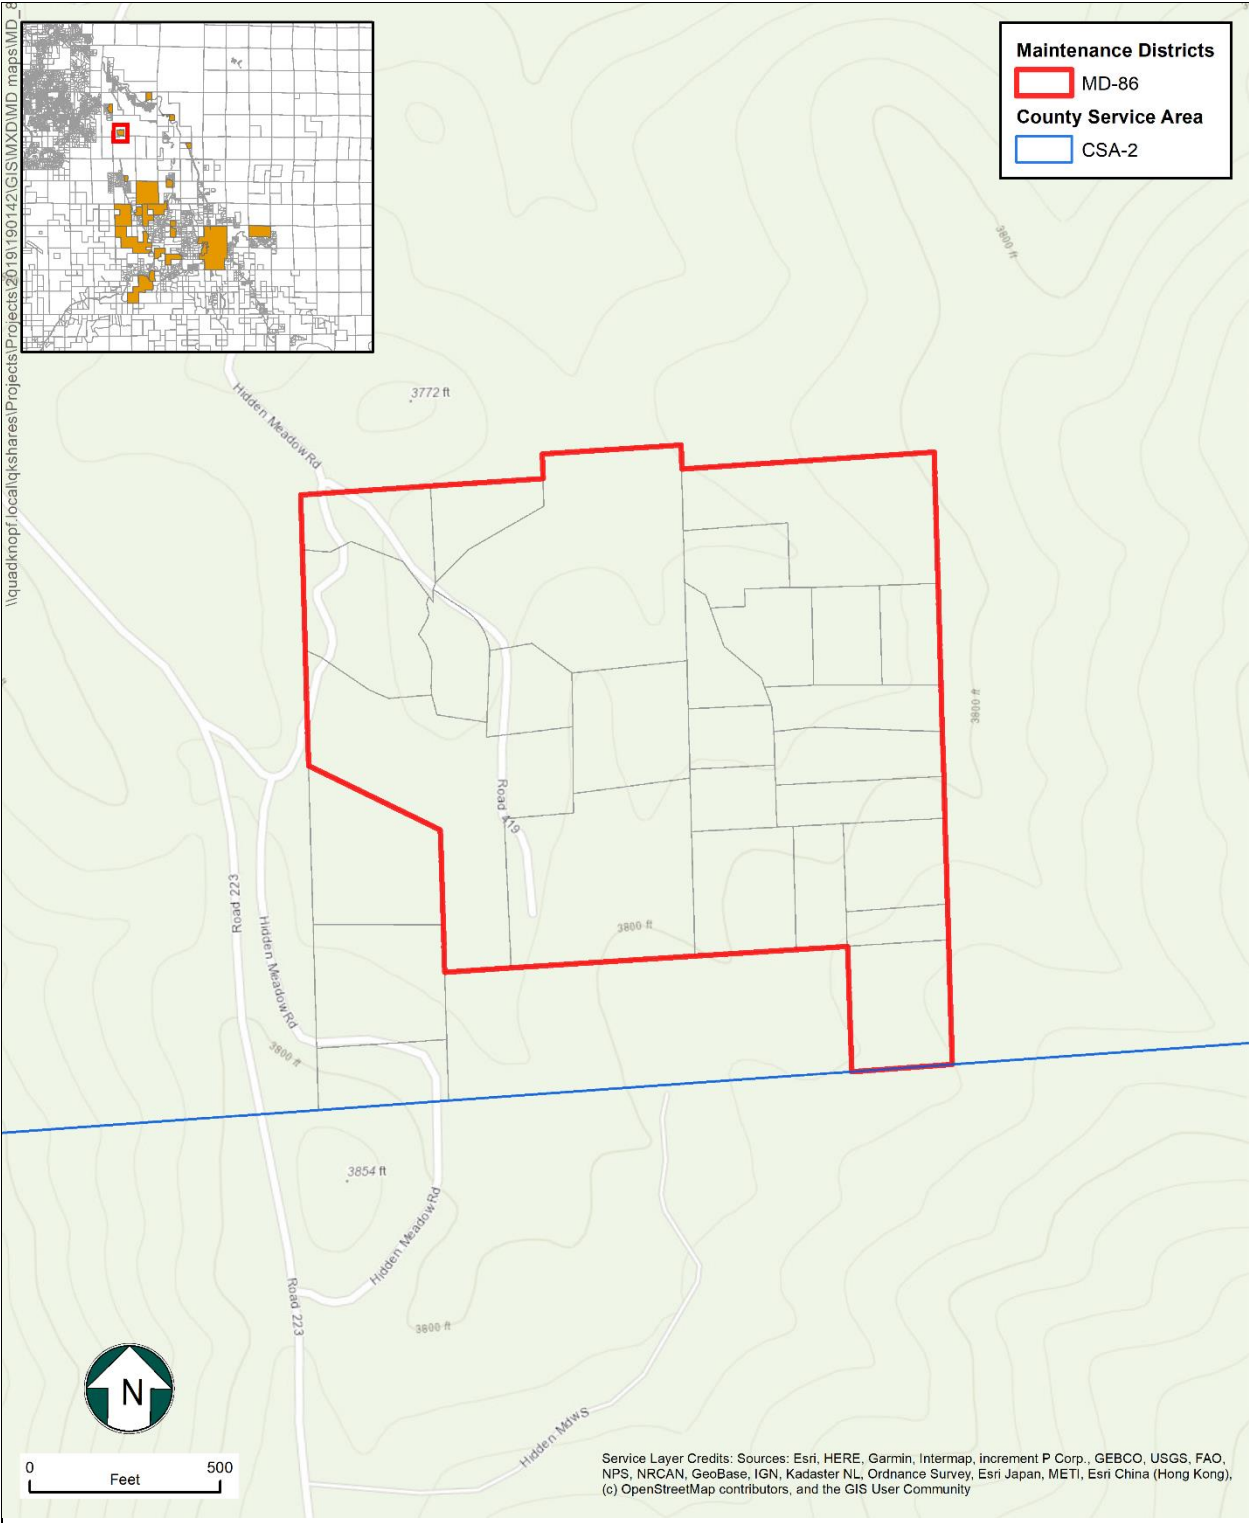 \\quadknopf.local\qkshares\Projects\Projects\2019\190142\GIS\MXD\MD maps\MD_8
Maintenance Districts
MD-86
County Service Area
CSA-2
3800 ft
3772 ft
Hidden Meadow Rd
3800 ft
Road 419
Road 223
Hidden Meadow Rd
3800 ft
3800 ft
3854 ft
Hidden Meadow Rd
Road 223
3800 ft
Hidden Mdw S
N
0 500
Feet
Service Layer Credits: Sources: Esri, HERE, Garmin, Intermap, increment P Corp., GEBCO, USGS, FAO,
NPS, NRCAN, GeoBase, IGN, Kadaster NL, Ordnance Survey, Esri Japan, METI, Esri China (Hong Kong),
(c) OpenStreetMap contributors, and the GIS User Community